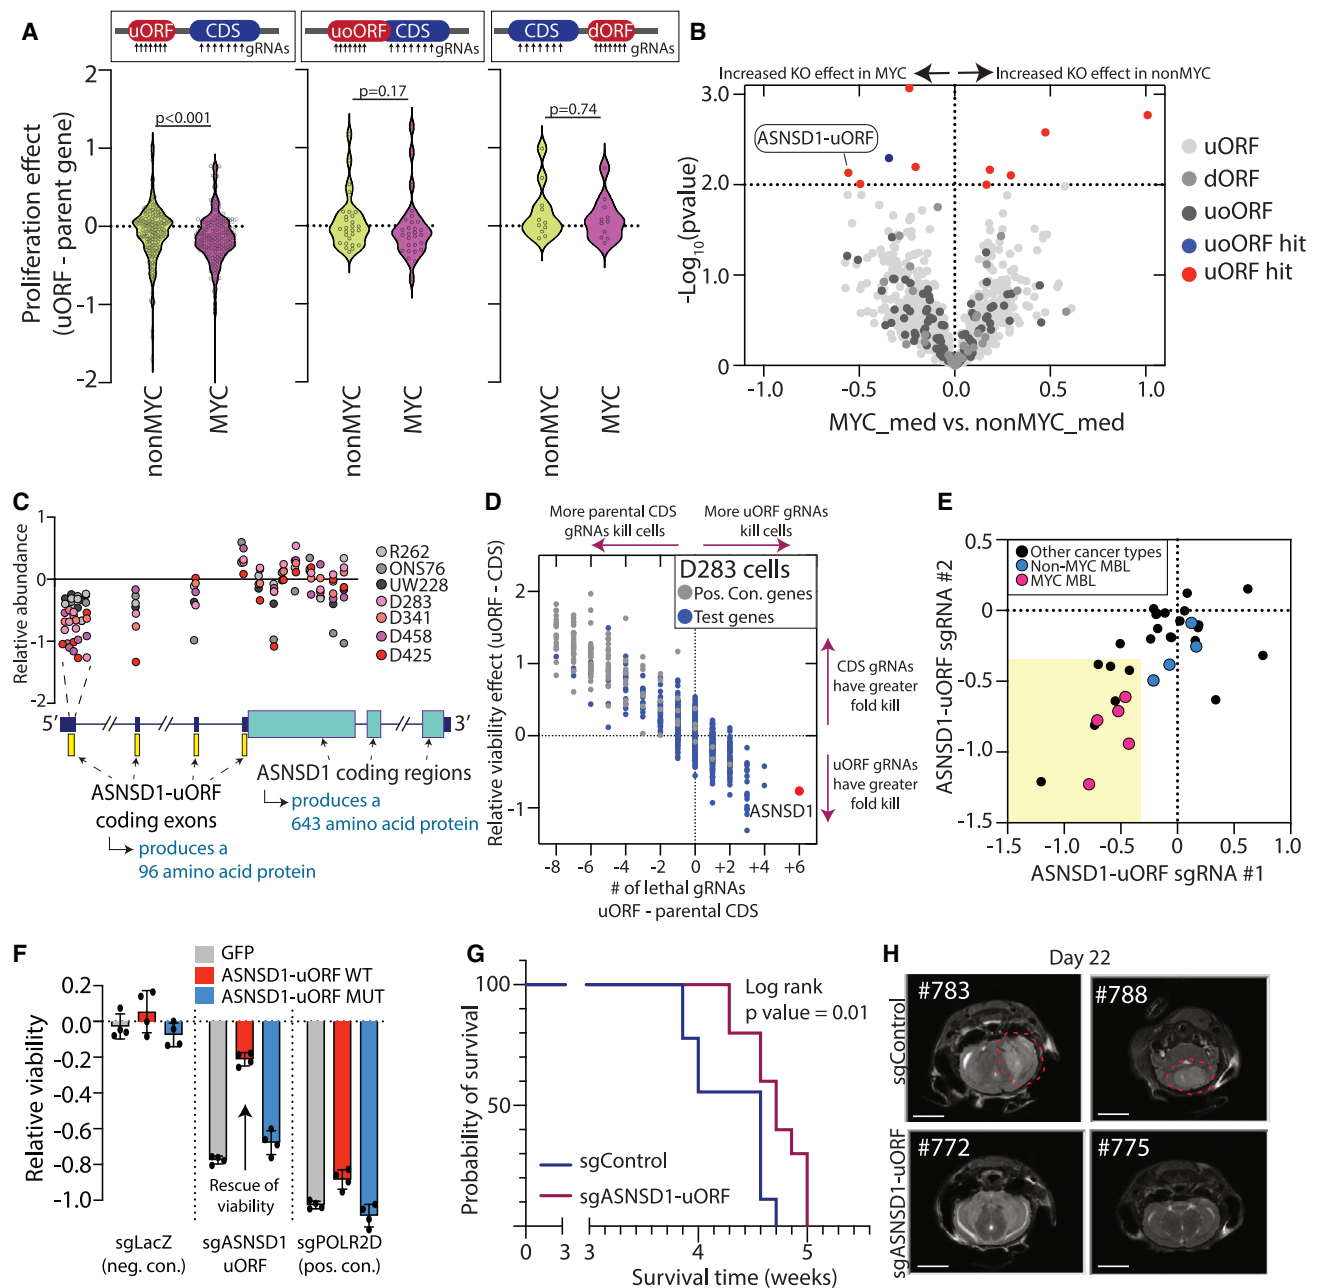 A
uORF
CDS
gRNAs
uoORF
CDS
gRNAs
CDS
dORF
gRNAs
Proliferation effect
(uORF - parent gene)
2
1
0
-1
-2
p<0.001
p=0.17
p=0.74
nonMYC
MYC
nonMYC
MYC
nonMYC
MYC
B
Increased KO effect in MYC
Increased KO effect in nonMYC
-Log10(pvalue)
3.0
2.0
1.0
0
ASNSD1-uORF
-1.0
-0.5
0.0
0.5
1.0
MYC_med vs. nonMYC_med
uORF
dORF
uoORF
uoORF hit
uORF hit
C
Relative abundance
1
0
-1
-2
R262
ONS76
UW228
D283
D341
D458
D425
5′
3′
ASNSD1-uORF
coding exons
produces a
96 amino acid protein
ASNSD1 coding regions
produces a
643 amino acid protein
D
More parental CDS
gRNAs kill cells
More uORF gRNAs
kill cells
Relative viability effect (uORF - CDS)
2
1
0
-1
D283 cells
Pos. Con. genes
Test genes
CDS gRNAs
have greater
fold kill
uORF gRNAs
have greater
fold kill
ASNSD1
-8
-6
-4
-2
0
+2
+4
+6
# of lethal gRNAs
uORF - parental CDS
E
ASNSD1-uORF sgRNA #2
0.5
0
-0.5
-1.0
-1.5
Other cancer types
Non-MYC MBL
MYC MBL
-1.5
-1.0
-0.5
0
0.5
1.0
ASNSD1-uORF sgRNA #1
F
GFP
ASNSD1-uORF WT
ASNSD1-uORF MUT
Relative viability
0.2
0.0
-0.2
-0.4
-0.6
-0.8
-1.0
Rescue of
viability
sgLacZ
(neg. con.)
sgASNSD1
uORF
sgPOLR2D
(pos. con.)
G
Probability of survival
100
50
Log rank
p value = 0.01
sgControl
sgASNSD1-uORF
0
3
3
4
5
Survival time (weeks)
H
Day 22
sgControl
#783
#788
sgASNSD1-uORF
#772
#775